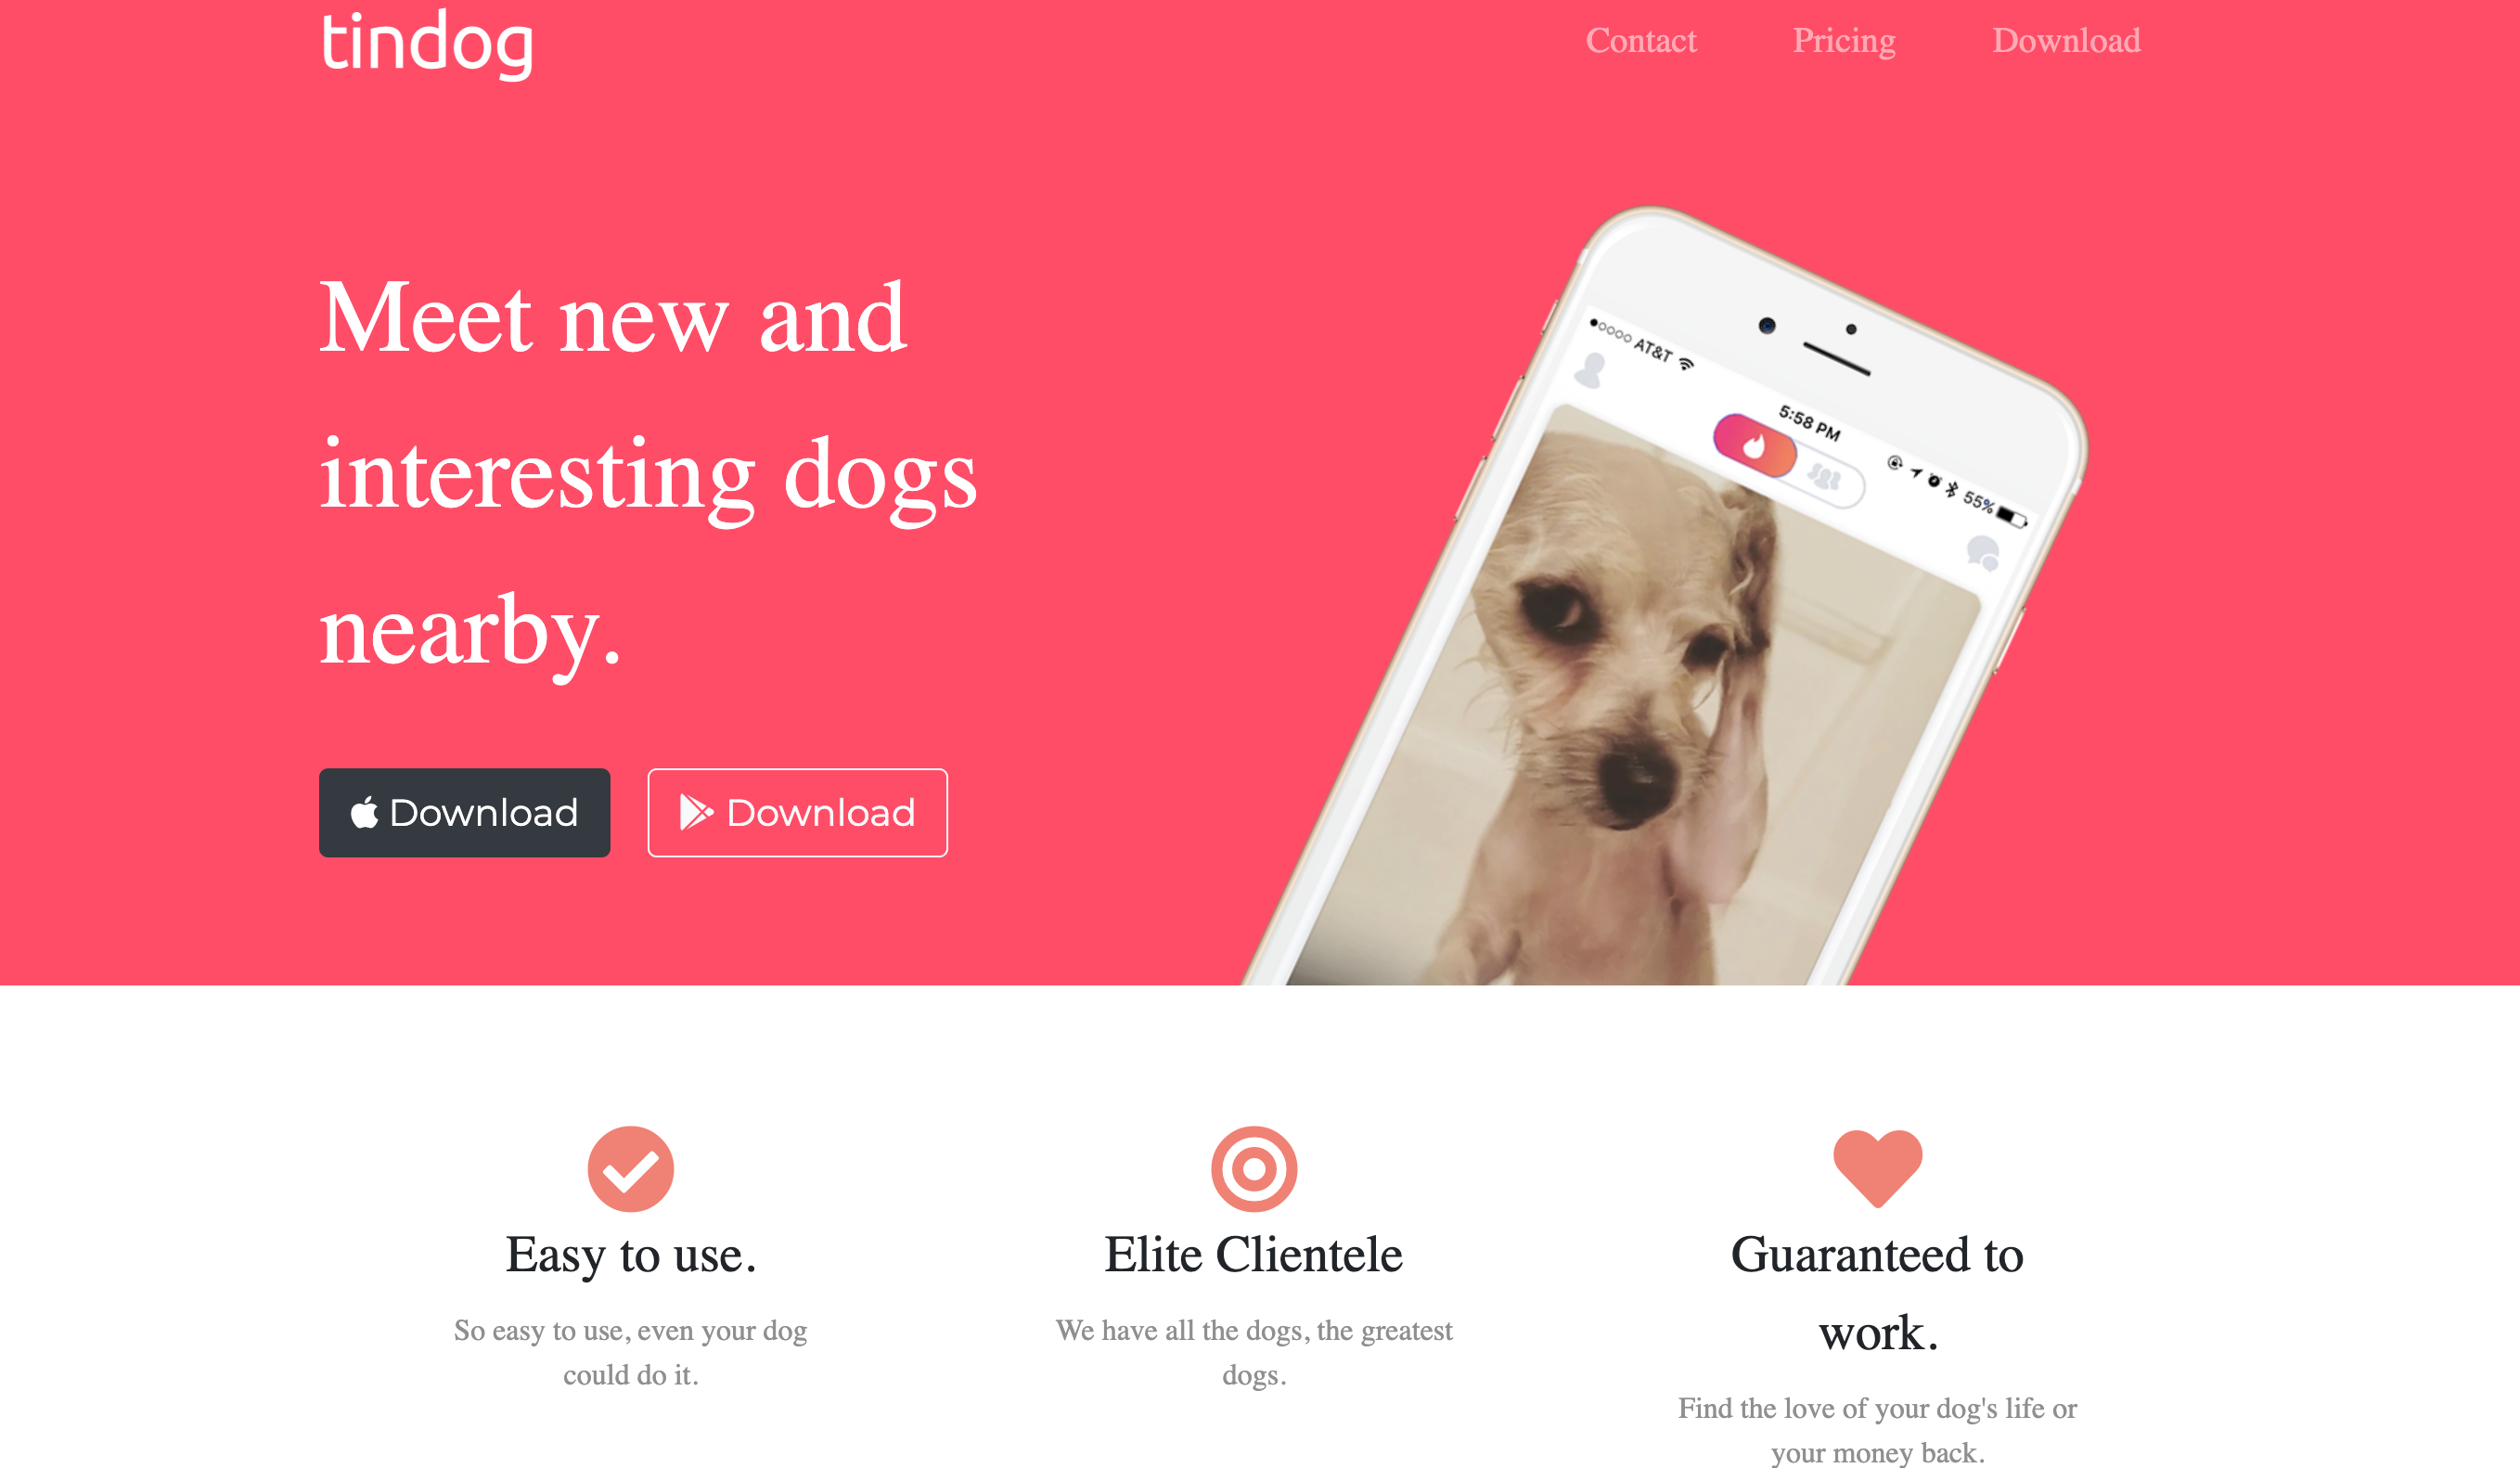 tindog
Contact Pricing Download
Meet new and
interesting dogs
nearby.
Download Download
AT&T
5:58 PM
55%
Easy to use.
So easy to use, even your dog
could do it.
Elite Clientele
We have all the dogs, the greatest
dogs.
Guaranteed to
work.
Find the love of your dog's life or
your money back.